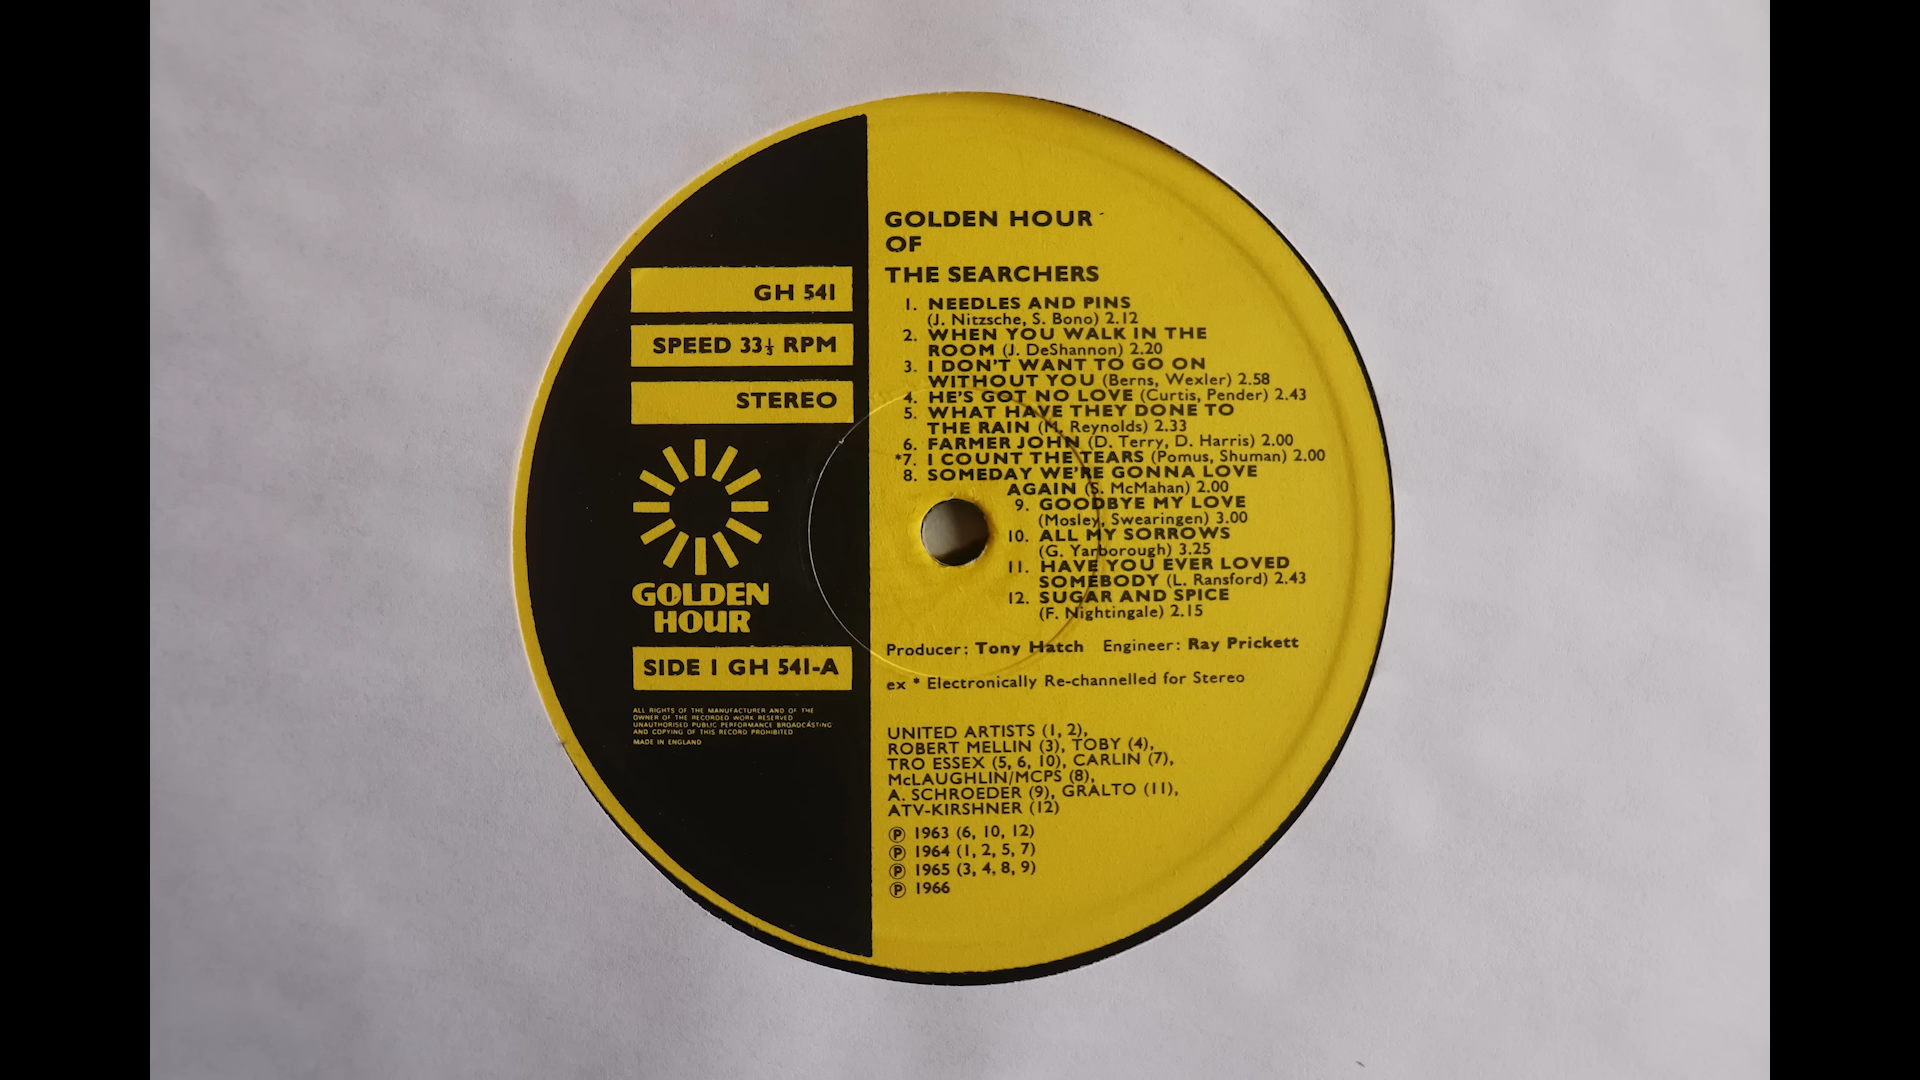 GH 541
SPEED 33⅓ RPM
STEREO
GOLDEN
HOUR
SIDE 1 GH 541-A
ALL RIGHTS OF THE MANUFACTURER AND OF THE
OWNER OF THE RECORDED WORK RESERVED
UNAUTHORISED PUBLIC PERFORMANCE BROADCASTING
AND COPYING OF THIS RECORD PROHIBITED
MADE IN ENGLAND
GOLDEN HOUR
OF
THE SEARCHERS
1. NEEDLES AND PINS
(J. Nitzsche, S. Bono) 2.12
2. WHEN YOU WALK IN THE
ROOM (J. DeShannon) 2.20
3. I DON'T WANT TO GO ON
WITHOUT YOU (Berns, Wexler) 2.58
4. HE'S GOT NO LOVE (Curtis, Pender) 2.43
5. WHAT HAVE THEY DONE TO
THE RAIN (M. Reynolds) 2.33
6. FARMER JOHN (D. Terry, D. Harris) 2.00
*7. I COUNT THE TEARS (Pomus, Shuman) 2.00
8. SOMEDAY WE'RE GONNA LOVE
AGAIN (S. McMahan) 2.00
9. GOODBYE MY LOVE
(Mosley, Swearingen) 3.00
10. ALL MY SORROWS
(G. Yarborough) 3.25
11. HAVE YOU EVER LOVED
SOMEBODY (L. Ransford) 2.43
12. SUGAR AND SPICE
(F. Nightingale) 2.15
Producer: Tony Hatch Engineer: Ray Prickett
ex * Electronically Re-channelled for Stereo
UNITED ARTISTS (1, 2),
ROBERT MELLIN (3), TOBY (4),
TRO ESSEX (5, 6, 10), CARLIN (7),
McLAUGHLIN/MCPS (8),
A. SCHROEDER (9), GRALTO (11),
ATV-KIRSHNER (12)
Ⓟ 1963 (6, 10, 12)
Ⓟ 1964 (1, 2, 5, 7)
Ⓟ 1965 (3, 4, 8, 9)
Ⓟ 1966